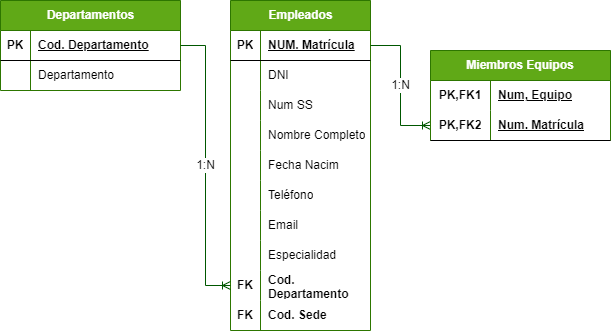 Departamentos
PK Cod. Departamento
Departamento
1:N
Empleados
PK NUM. Matrícula
DNI
Num SS
Nombre Completo
Fecha Nacim
Teléfono
Email
Especialidad
FK Cod.
Departamento
FK Cod. Sede
1:N
Miembros Equipos
PK,FK1 Num, Equipo
PK,FK2 Num. Matrícula